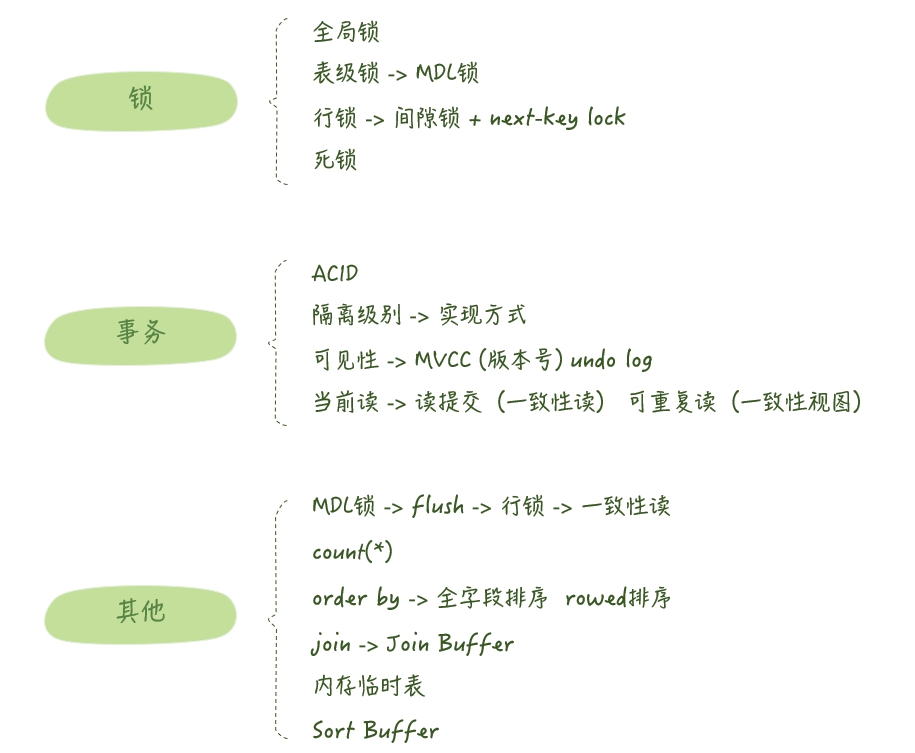 锁
全局锁
表级锁 -> MDL锁
行锁 -> 间隙锁 + next-key lock
死锁
事务
ACID
隔离级别 -> 实现方式
可见性 -> MVCC (版本号) undo log
当前读 -> 读提交 (一致性读) 可重复读 (一致性视图)
其他
MDL锁 -> flush -> 行锁 -> 一致性读
count(*)
order by -> 全字段排序 rowed排序
join -> Join Buffer
内存临时表
Sort Buffer